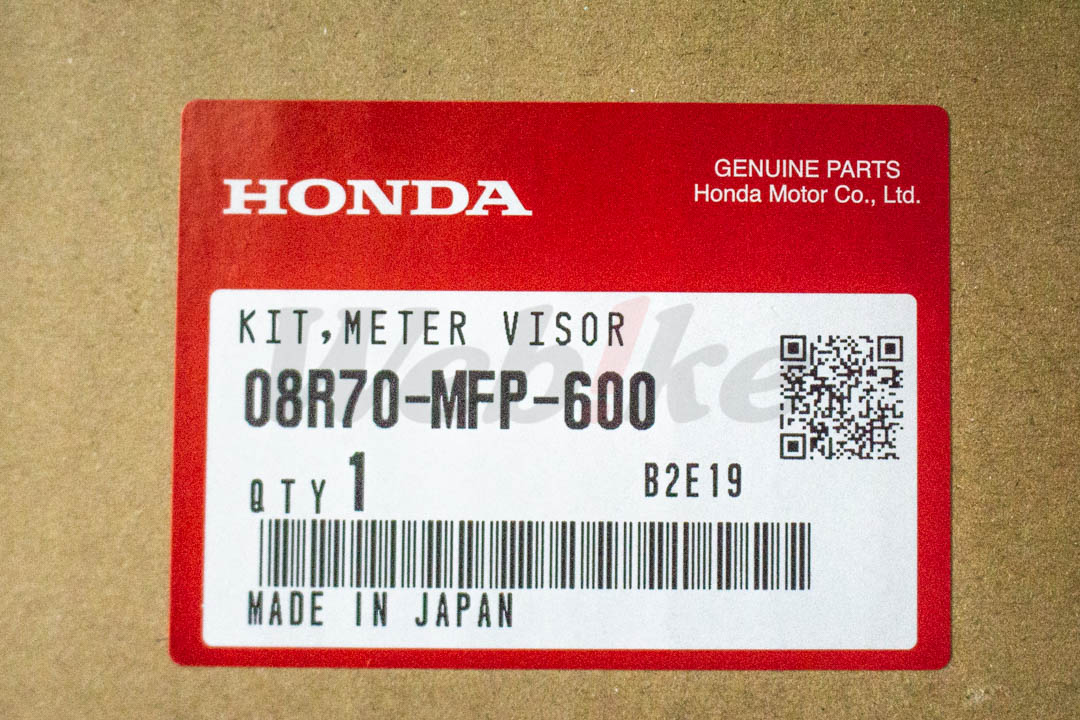 HONDA
GENUINE PARTS
Honda Motor Co., Ltd.
KIT,METER VISOR
Webike
08R70-MFP-600
QTY 1
B2E19
MADE IN JAPAN